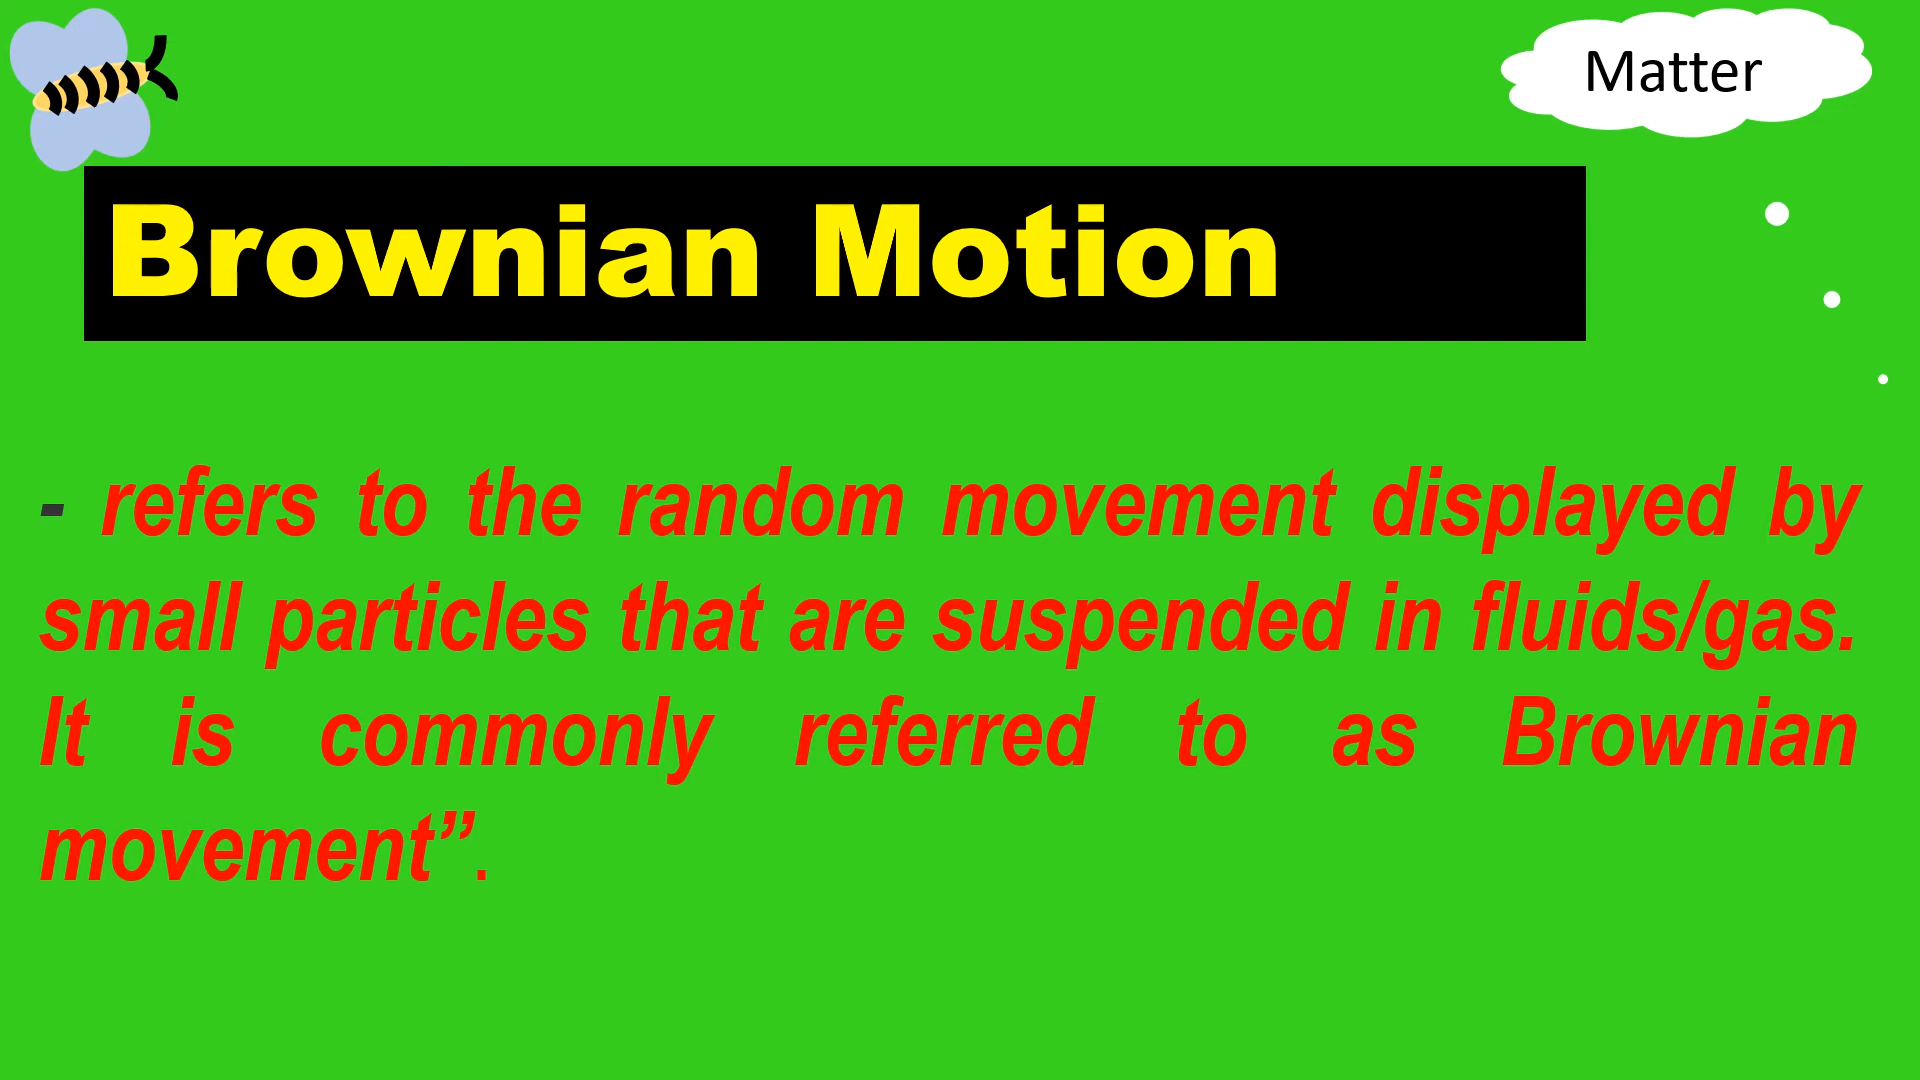 Matter
Brownian Motion
- refers to the random movement displayed by
small particles that are suspended in fluids/gas.
It is commonly referred to as Brownian
movement”.